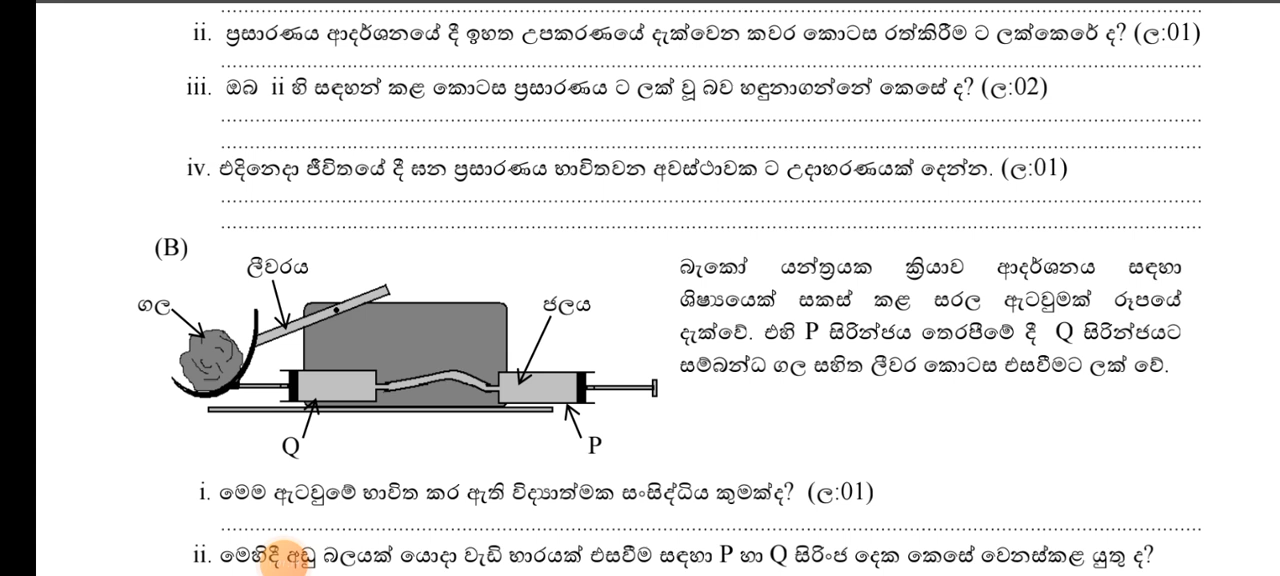 ii. ප්‍රසාරණය ආදර්ශනයේ දී ඉහත උපකරණයේ දැක්වෙන කවර කොටස රත්කිරීම ට ලක්කෙරේ ද? (ල:01)
iii. ඔබ ii හි සඳහන් කළ කොටස ප්‍රසාරණය ට ලක් වූ බව හඳුනාගන්නේ කෙසේ ද? (ල:02)
iv. එදිනෙදා ජීවිතයේ දී ඝන ප්‍රසාරණය භාවිතවන අවස්ථාවක ට උදාහරණයක් දෙන්න. (ල:01)
(B)
ලීවරය
ගල
ජලය
Q
P
බැකෝ යන්ත්‍රයක ක්‍රියාව ආදර්ශනය සඳහා
ශිෂ්‍යයෙක් සකස් කළ සරල ඇටවුමක් රූපයේ
දැක්වේ. එහි P සිරින්ජය තෙරපීමේ දී Q සිරින්ජයට
සම්බන්ධ ගල සහිත ලීවර කොටස එසවීමට ලක් වේ.
i. මෙම ඇටවුමේ භාවිත කර ඇති විද්‍යාත්මක සංසිද්ධිය කුමක්ද? (ල:01)
ii. මෙහිදී අඩු බලයක් යොදා වැඩි භාරයක් එසවීම සඳහා P හා Q සිරිංජ දෙක කෙසේ වෙනස්කළ යුතු ද?